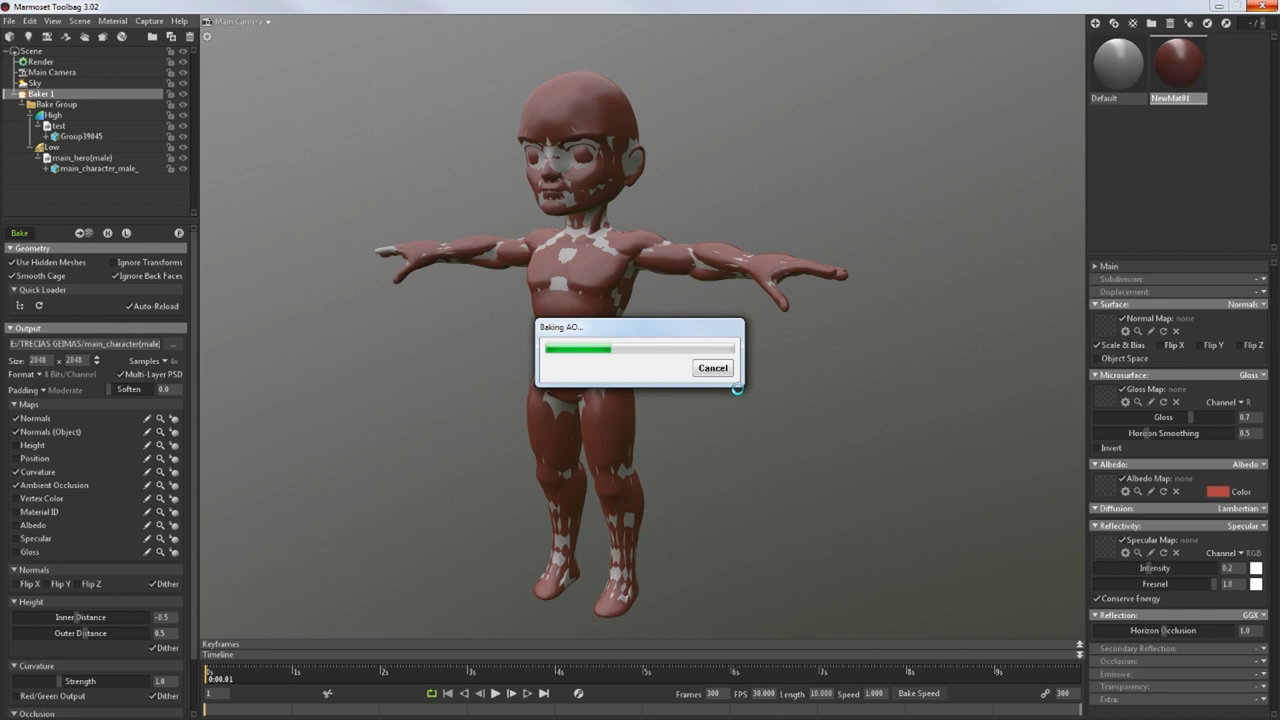 Marmoset Toolbag 3.02
File Edit View Scene Material Capture Help
Main Camera
Scene
Render
Main Camera
Sky
Baker 1
Bake Group
High
test
Group39045
Low
main_hero(male)
main_character_male_
Bake H L P
Geometry
Use Hidden Meshes Ignore Transforms
Smooth Cage Ignore Back Faces
Quick Loader
Auto-Reload
Output
E:/TRECIAS GEIMAS/main_character(male) ...
Size: 2048 x 2048 Samples 4x
Format 8 Bits/Channel Multi-Layer PSD
Padding Moderate Soften 0.0
Maps
Normals
Normals (Object)
Height
Position
Curvature
Ambient Occlusion
Vertex Color
Material ID
Albedo
Specular
Gloss
Normals
Flip X Flip Y Flip Z Dither
Height
Inner Distance -0.5
Outer Distance 0.5
Dither
Curvature
Strength 1.0
Red/Green Output Dither
Occlusion
Baking AO...
Cancel
Keyframes
Timeline
1s 2s 3s 4s 5s 6s 7s 8s 9s
0:00.01
1 Frames 300 FPS 30.000 Length 10.000 Speed 1.000 Bake Speed 300
Default NewMat01
Main
Subdivision:
Displacement:
Surface: Normals
Normal Map: none
Scale & Bias Flip X Flip Y Flip Z
Object Space
Microsurface: Gloss
Gloss Map: none
Channel R
Gloss 0.7
Horizon Smoothing 0.5
Invert
Albedo: Albedo
Albedo Map: none
Color
Diffusion: Lambertian
Reflectivity: Specular
Specular Map: none
Channel RGB
Intensity 0.2
Fresnel 1.0
Conserve Energy
Reflection: GGX
Horizon Occlusion 1.0
Secondary Reflection:
Occlusion:
Emissive:
Transparency:
Extra: